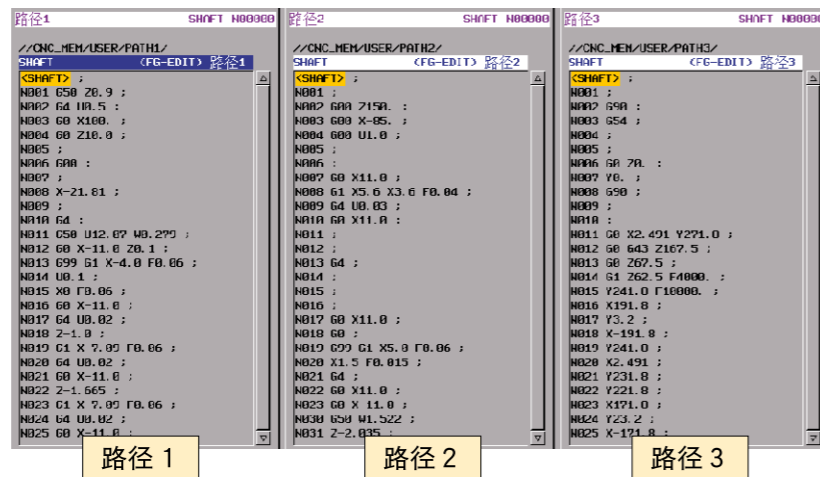 路径1 SHAFT N00000
//CNC_MEM/USER/PATH1/
SHAFT (FG-EDIT) 路径1
<SHAFT> ;
N001 G50 Z0.9 ;
N002 G4 U0.5 ;
N003 G0 X100. ;
N004 G0 Z210.0 ;
N005 ;
N006 G00 ;
N007 ;
N008 X-21.81 ;
N009 ;
N010 G4 ;
N011 G50 U12.07 W0.279 ;
N012 G0 X-11.0 Z0.1 ;
N013 G99 G1 X-4.0 F0.06 ;
N014 U0.1 ;
N015 X0 F0.06 ;
N016 G0 X-11.0 ;
N017 G4 U0.02 ;
N018 Z-1.0 ;
N019 G1 X-7.09 F0.06 ;
N020 G4 U0.02 ;
N021 G0 X-11.0 ;
N022 Z-1.665 ;
N023 G1 X-7.09 F0.06 ;
N024 G4 U0.02 ;
N025 G0 X-11.0 ;
路径 1
路径2 SHAFT N00000
//CNC_MEM/USER/PATH2/
SHAFT (FG-EDIT) 路径2
<SHAFT> ;
N001 ;
N002 G00 Z150. ;
N003 G00 X-05. ;
N004 G00 U1.0 ;
N005 ;
N006 ;
N007 G0 X11.0 ;
N008 G1 X5.6 X3.6 F0.04 ;
N009 G4 U0.03 ;
N010 G0 X11.0 ;
N011 ;
N012 ;
N013 G4 ;
N014 ;
N015 ;
N016 ;
N017 G0 X11.0 ;
N018 G0 ;
N019 G99 G1 X5.0 F0.06 ;
N020 X1.5 F0.015 ;
N021 G4 ;
N022 G0 X11.0 ;
N023 G0 X 11.0 ;
N030 G50 W1.522 ;
N031 Z-2.035 ;
路径 2
路径3 SHAFT N00000
//CNC_MEM/USER/PATH3/
SHAFT (FG-EDIT) 路径3
<SHAFT> ;
N001 ;
N002 G90 ;
N003 G54 ;
N004 ;
N005 ;
N006 G0 Z0. ;
N007 Y0. ;
N008 G90 ;
N009 ;
N010 ;
N011 G0 X2.491 Y271.0 ;
N012 G0 G43 Z167.5 ;
N013 G0 Z67.5 ;
N014 G1 Z62.5 F4000. ;
N015 Y241.0 F10000. ;
N016 X191.8 ;
N017 Y3.2 ;
N018 X-191.8 ;
N019 Y241.0 ;
N020 X2.491 ;
N021 Y231.8 ;
N022 Y221.8 ;
N023 X171.0 ;
N024 Y23.2 ;
N025 X-171.8 ;
路径 3